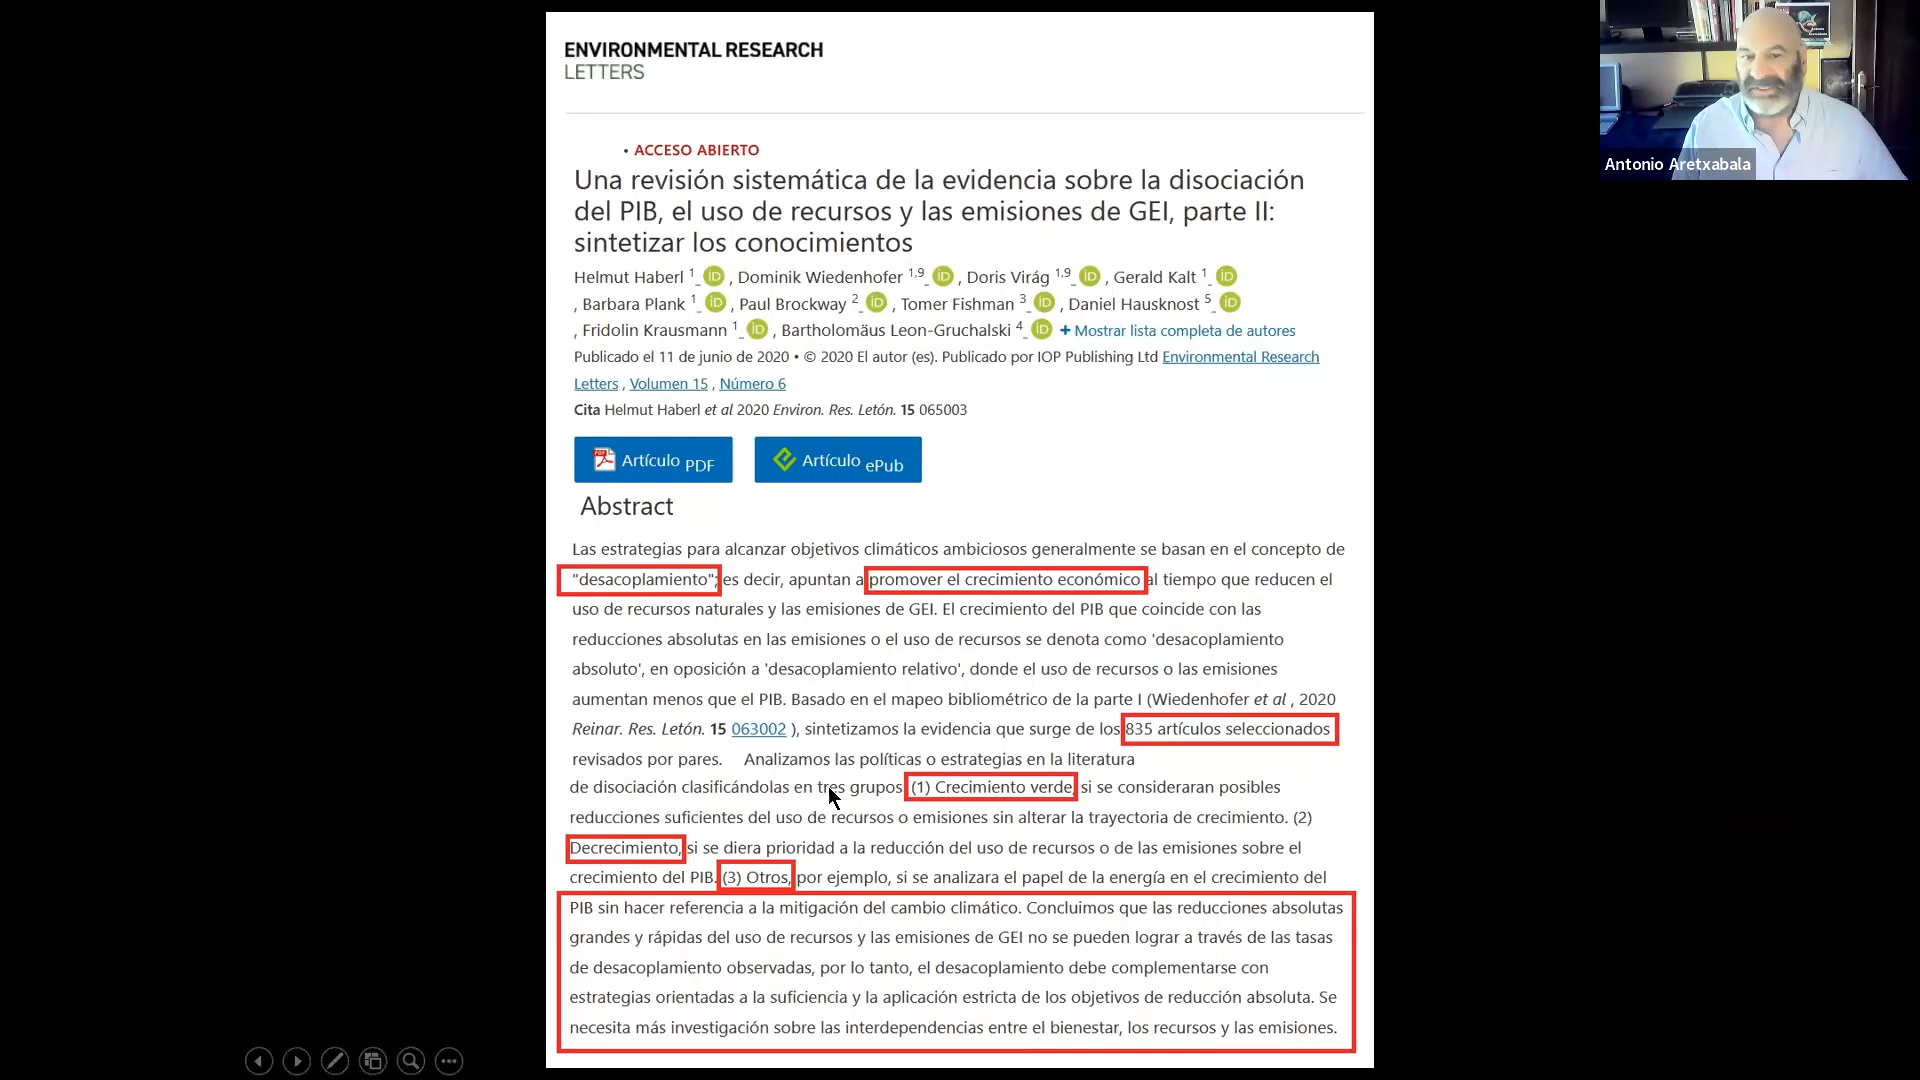 ENVIRONMENTAL RESEARCH
LETTERS
• ACCESO ABIERTO
Una revisión sistemática de la evidencia sobre la disociación
del PIB, el uso de recursos y las emisiones de GEI, parte II:
sintetizar los conocimientos
Helmut Haberl 1 iD , Dominik Wiedenhofer 1,9 iD , Doris Virág 1,9 iD , Gerald Kalt 1 iD
, Barbara Plank 1 iD , Paul Brockway 2 iD , Tomer Fishman 3 iD , Daniel Hausknost 5 iD
, Fridolin Krausmann 1 iD , Bartholomäus Leon-Gruchalski 4 iD + Mostrar lista completa de autores
Publicado el 11 de junio de 2020 • © 2020 El autor (es). Publicado por IOP Publishing Ltd Environmental Research
Letters , Volumen 15 , Número 6
Cita Helmut Haberl et al 2020 Environ. Res. Letón. 15 065003
PDF Artículo PDF
Artículo ePub
Abstract
Las estrategias para alcanzar objetivos climáticos ambiciosos generalmente se basan en el concepto de
"desacoplamiento"; es decir, apuntan a promover el crecimiento económico al tiempo que reducen el
uso de recursos naturales y las emisiones de GEI. El crecimiento del PIB que coincide con las
reducciones absolutas en las emisiones o el uso de recursos se denota como 'desacoplamiento
absoluto', en oposición a 'desacoplamiento relativo', donde el uso de recursos o las emisiones
aumentan menos que el PIB. Basado en el mapeo bibliométrico de la parte I (Wiedenhofer et al , 2020
Reinar. Res. Letón. 15 063002 ), sintetizamos la evidencia que surge de los 835 artículos seleccionados
revisados por pares. Analizamos las políticas o estrategias en la literatura
de disociación clasificándolas en tres grupos (1) Crecimiento verde, si se consideraran posibles
reducciones suficientes del uso de recursos o emisiones sin alterar la trayectoria de crecimiento. (2)
Decrecimiento, si se diera prioridad a la reducción del uso de recursos o de las emisiones sobre el
crecimiento del PIB. (3) Otros, por ejemplo, si se analizara el papel de la energía en el crecimiento del
PIB sin hacer referencia a la mitigación del cambio climático. Concluimos que las reducciones absolutas
grandes y rápidas del uso de recursos y las emisiones de GEI no se pueden lograr a través de las tasas
de desacoplamiento observadas, por lo tanto, el desacoplamiento debe complementarse con
estrategias orientadas a la suficiencia y la aplicación estricta de los objetivos de reducción absoluta. Se
necesita más investigación sobre las interdependencias entre el bienestar, los recursos y las emisiones.
Antonio Aretxabala